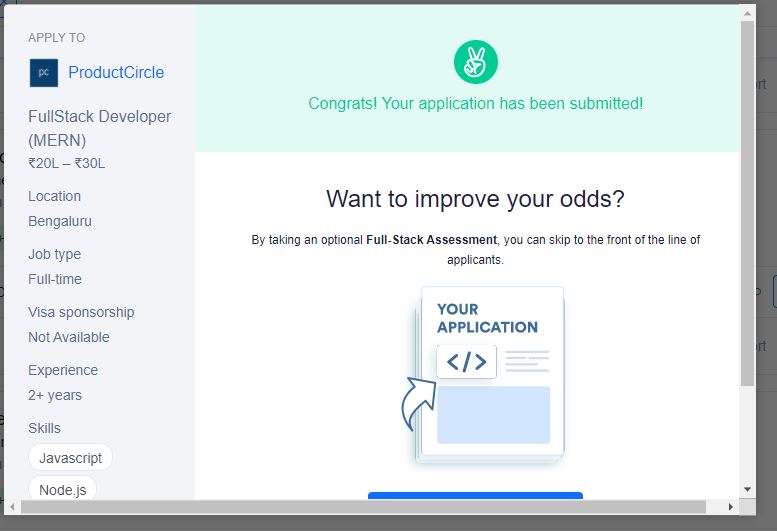 APPLY TO
pc ProductCircle
FullStack Developer
(MERN)
₹20L – ₹30L
Location
Bengaluru
Job type
Full-time
Visa sponsorship
Not Available
Experience
2+ years
Skills
Javascript
Node.js
Congrats! Your application has been submitted!
Want to improve your odds?
By taking an optional Full-Stack Assessment, you can skip to the front of the line of
applicants.
YOUR
APPLICATION
</>